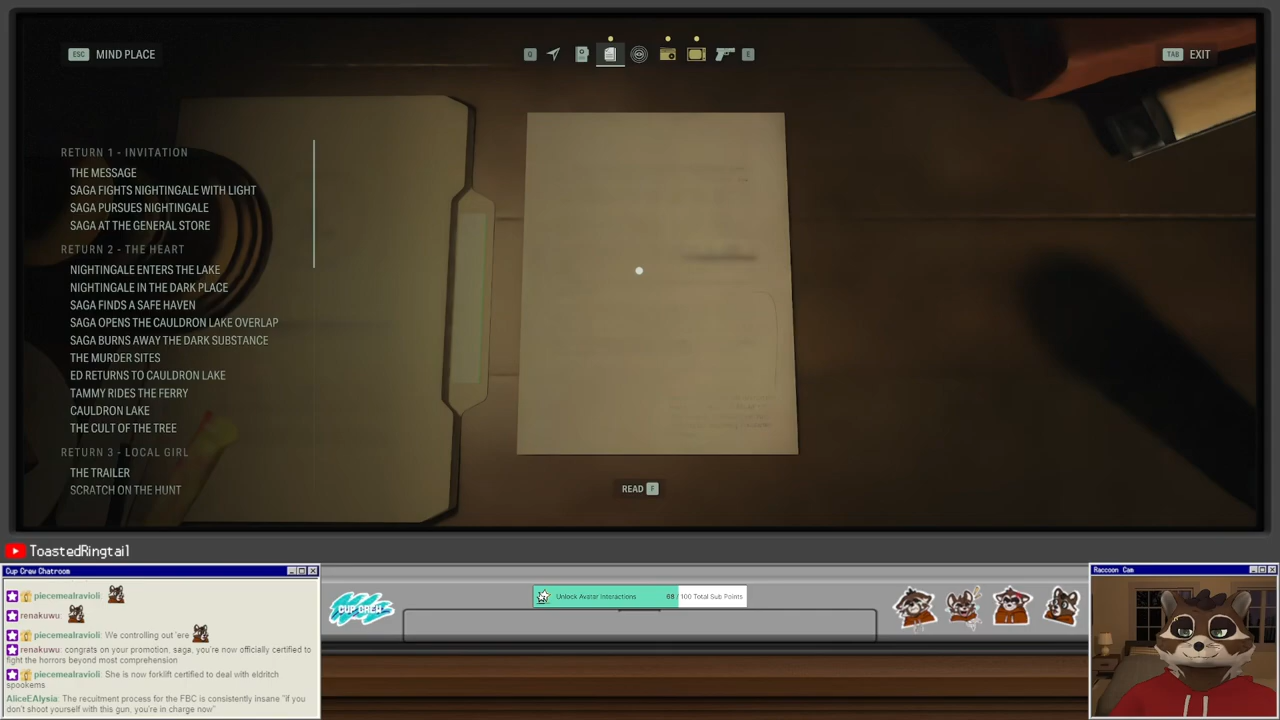 ESC MIND PLACE
Q
E
TAB EXIT
RETURN 1 - INVITATION
THE MESSAGE
SAGA FIGHTS NIGHTINGALE WITH LIGHT
SAGA PURSUES NIGHTINGALE
SAGA AT THE GENERAL STORE
RETURN 2 - THE HEART
NIGHTINGALE ENTERS THE LAKE
NIGHTINGALE IN THE DARK PLACE
SAGA FINDS A SAFE HAVEN
SAGA OPENS THE CAULDRON LAKE OVERLAP
SAGA BURNS AWAY THE DARK SUBSTANCE
THE MURDER SITES
ED RETURNS TO CAULDRON LAKE
TAMMY RIDES THE FERRY
CAULDRON LAKE
THE CULT OF THE TREE
RETURN 3 - LOCAL GIRL
THE TRAILER
SCRATCH ON THE HUNT
READ F
ToastedRingtail
Cup Crew Chatroom
piecemealravioli:
renakuwu:
piecemealravioli: We controlling out 'ere
renakuwu: congrats on your promotion, saga, you're now officially certified to
fight the horrors beyond most comprehension
piecemealravioli: She is now forklift certified to deal with eldritch
spookems
AliceEAlysia: The recuitment process for the FBC is consistently insane "if you
don't shoot yourself with this gun, you're in charge now"
CUP CREW
Unlock Avatar Interactions 68 / 100 Total Sub Points
Raccoon Cam